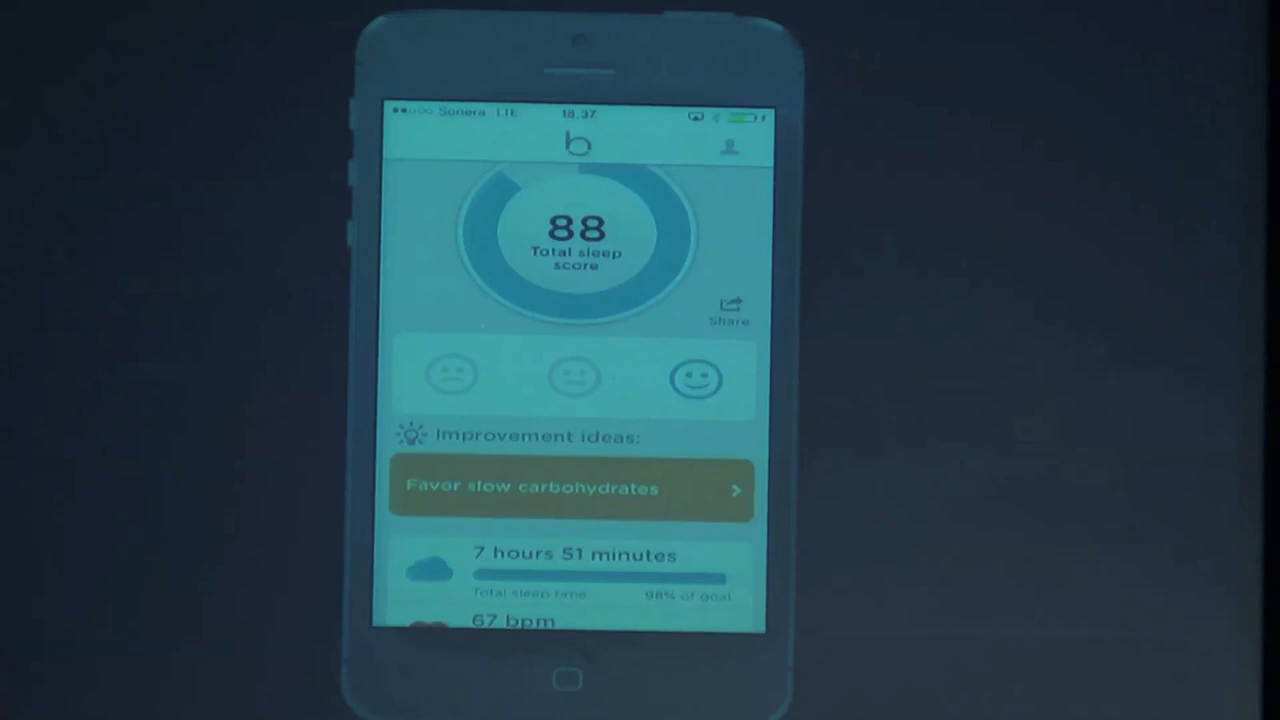 Sonera LTE 18.37
b
88
Total sleep
score
Share
Improvement ideas:
Favor slow carbohydrates
7 hours 51 minutes
Total sleep time 98% of goal
67 bpm